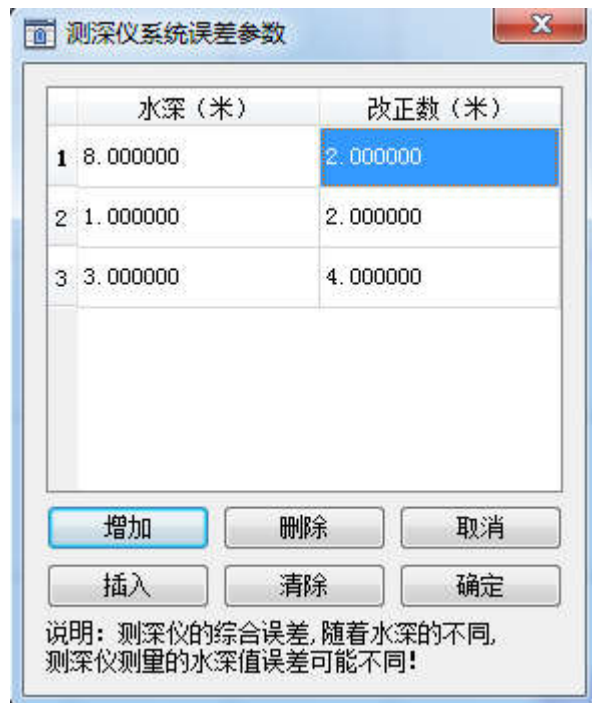 测深仪系统误差参数
水深（米） 改正数（米）
1 8.000000 2.000000
2 1.000000 2.000000
3 3.000000 4.000000
增加 删除 取消
插入 清除 确定
说明：测深仪的综合误差,随着水深的不同,
测深仪测量的水深值误差可能不同!